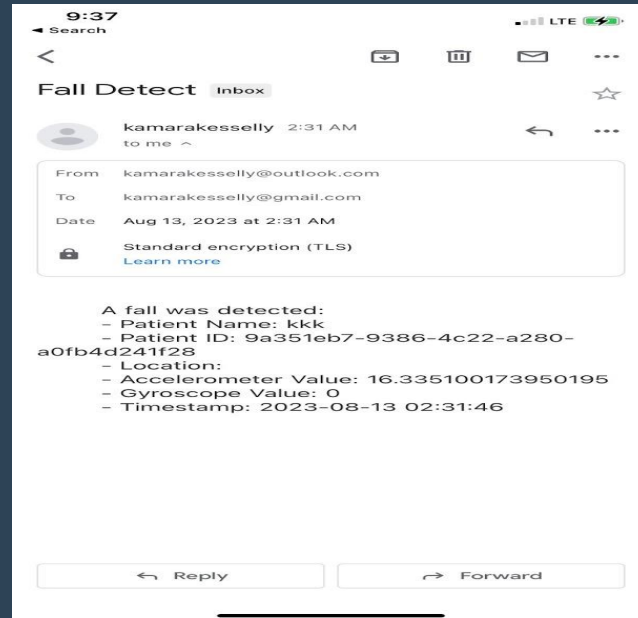 9:37
LTE
◄ Search
Fall Detect Inbox
kamarakesselly 2:31 AM
to me
From kamarakesselly@outlook.com
To kamarakesselly@gmail.com
Date Aug 13, 2023 at 2:31 AM
Standard encryption (TLS)
Learn more
A fall was detected:
- Patient Name: kkk
- Patient ID: 9a351eb7-9386-4c22-a280-
a0fb4d241f28
- Location:
- Accelerometer Value: 16.335100173950195
- Gyroscope Value: 0
- Timestamp: 2023-08-13 02:31:46
Reply
Forward